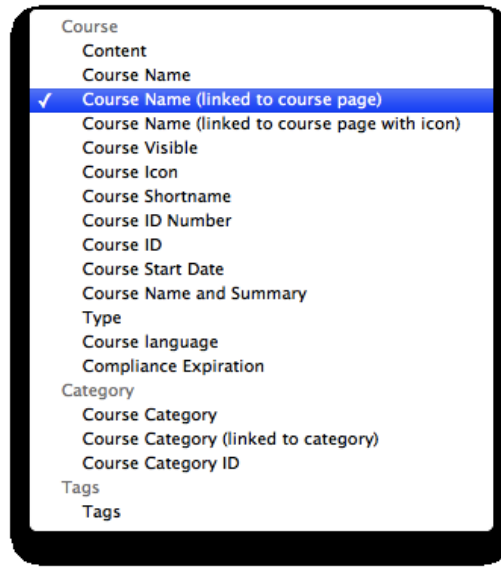 Course
Content
Course Name
✓ Course Name (linked to course page)
Course Name (linked to course page with icon)
Course Visible
Course Icon
Course Shortname
Course ID Number
Course ID
Course Start Date
Course Name and Summary
Type
Course language
Compliance Expiration
Category
Course Category
Course Category (linked to category)
Course Category ID
Tags
Tags